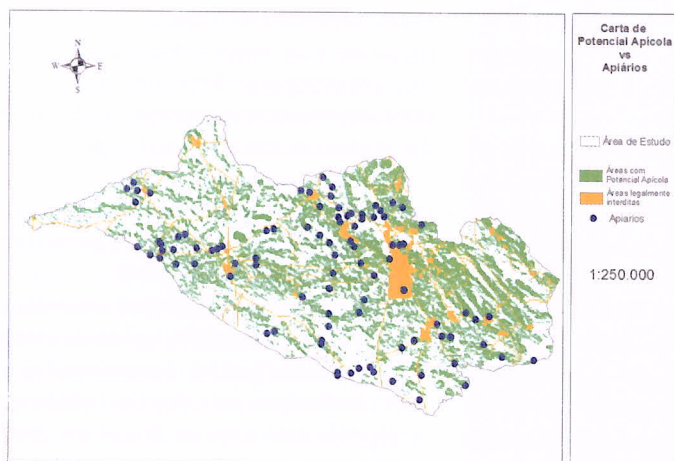 N
W E
S
Carta de
Potencial Apícola
vs
Apiários
Área de Estudo
Áreas com
Potencial Apícola
Áreas legalmente
interditas
Apiarios
1:250.000